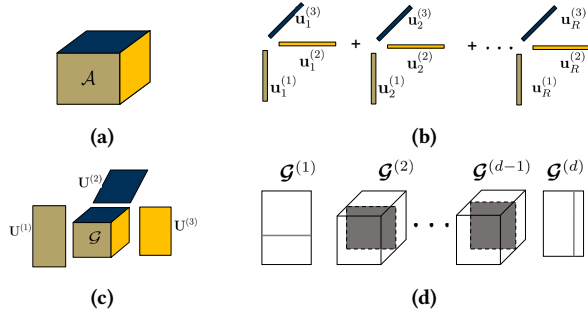 𝒜
(a)
u₁⁽³⁾ u₁⁽²⁾ u₁⁽¹⁾ + u₂⁽³⁾ u₂⁽²⁾ u₂⁽¹⁾ + . . . u_R⁽³⁾ u_R⁽²⁾ u_R⁽¹⁾
(b)
U⁽²⁾
U⁽¹⁾ 𝒢 U⁽³⁾
(c)
𝓖⁽¹⁾ 𝓖⁽²⁾ 𝓖⁽ᵈ⁻¹⁾ 𝓖⁽ᵈ⁾
. . .
(d)